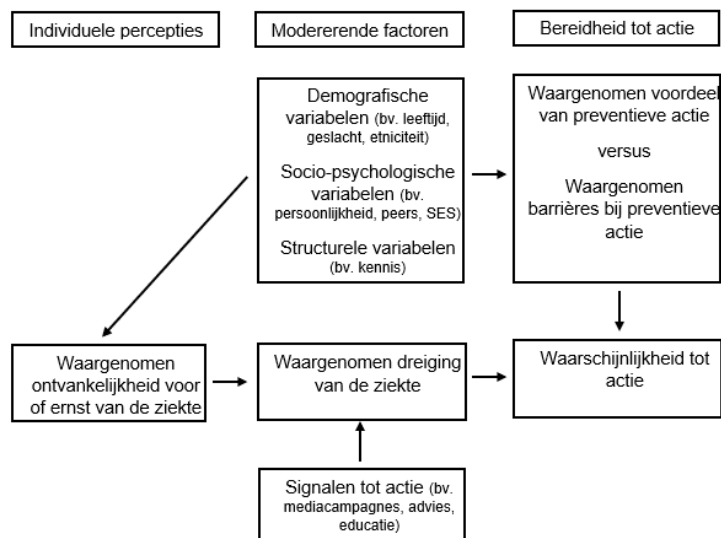 Individuele percepties
Modererende factoren
Bereidheid tot actie
Demografische
variabelen (bv. leeftijd,
geslacht, etniciteit)
Socio-psychologische
variabelen (bv.
persoonlijkheid, peers, SES)
Structurele variabelen
(bv. kennis)
Waargenomen voordeel
van preventieve actie
versus
Waargenomen
barrières bij preventieve
actie
Waargenomen
ontvankelijkheid voor
of ernst van de ziekte
Waargenomen dreiging
van de ziekte
Waarschijnlijkheid tot
actie
Signalen tot actie (bv.
mediacampagnes, advies,
educatie)